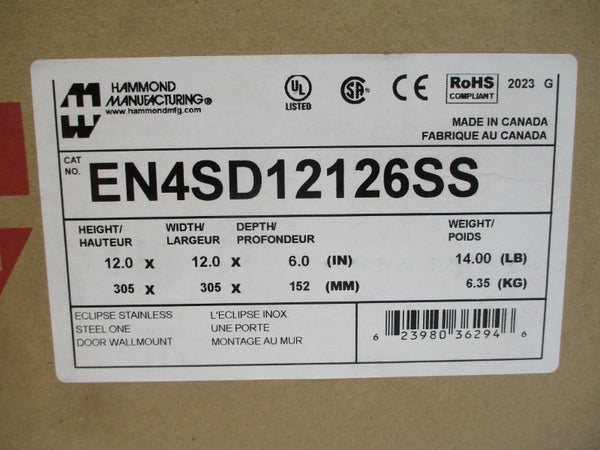 HAMMOND
MANUFACTURING®
www.hammondmfg.com
UL
LISTED
SA
CE
RoHS
COMPLIANT
2023 G
MADE IN CANADA
FABRIQUE AU CANADA
CAT
NO.
EN4SD12126SS
HEIGHT/ WIDTH/ DEPTH/ WEIGHT/
HAUTEUR LARGEUR PROFONDEUR POIDS
12.0 X 12.0 X 6.0 (IN) 14.00 (LB)
305 X 305 X 152 (MM) 6.35 (KG)
ECLIPSE STAINLESS L'ECLIPSE INOX.
STEEL ONE UNE PORTE
DOOR WALLMOUNT MONTAGE AU MUR
6 23980 36294 6